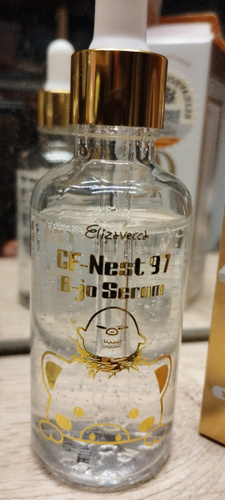 Elizavecca
CF-Nest 97
B-jo Serum